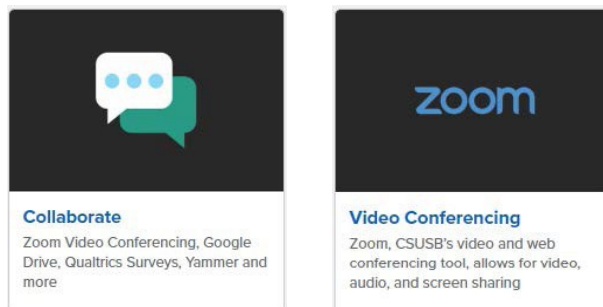 zoom
Collaborate
Zoom Video Conferencing, Google
Drive, Qualtrics Surveys, Yammer and
more
Video Conferencing
Zoom, CSUSB's video and web
conferencing tool, allows for video,
audio, and screen sharing